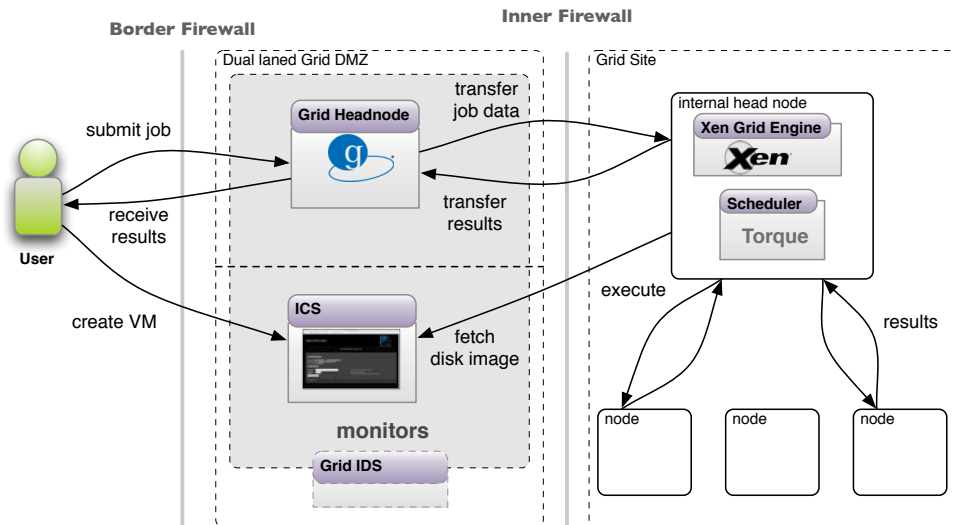 Border Firewall
Inner Firewall
Dual laned Grid DMZ
Grid Site
submit job
Grid Headnode
g
transfer
job data
internal head node
Xen Grid Engine
Xen
receive
results
transfer
results
Scheduler
Torque
User
create VM
ICS
fetch
disk image
execute
results
monitors
Grid IDS
node
node
node